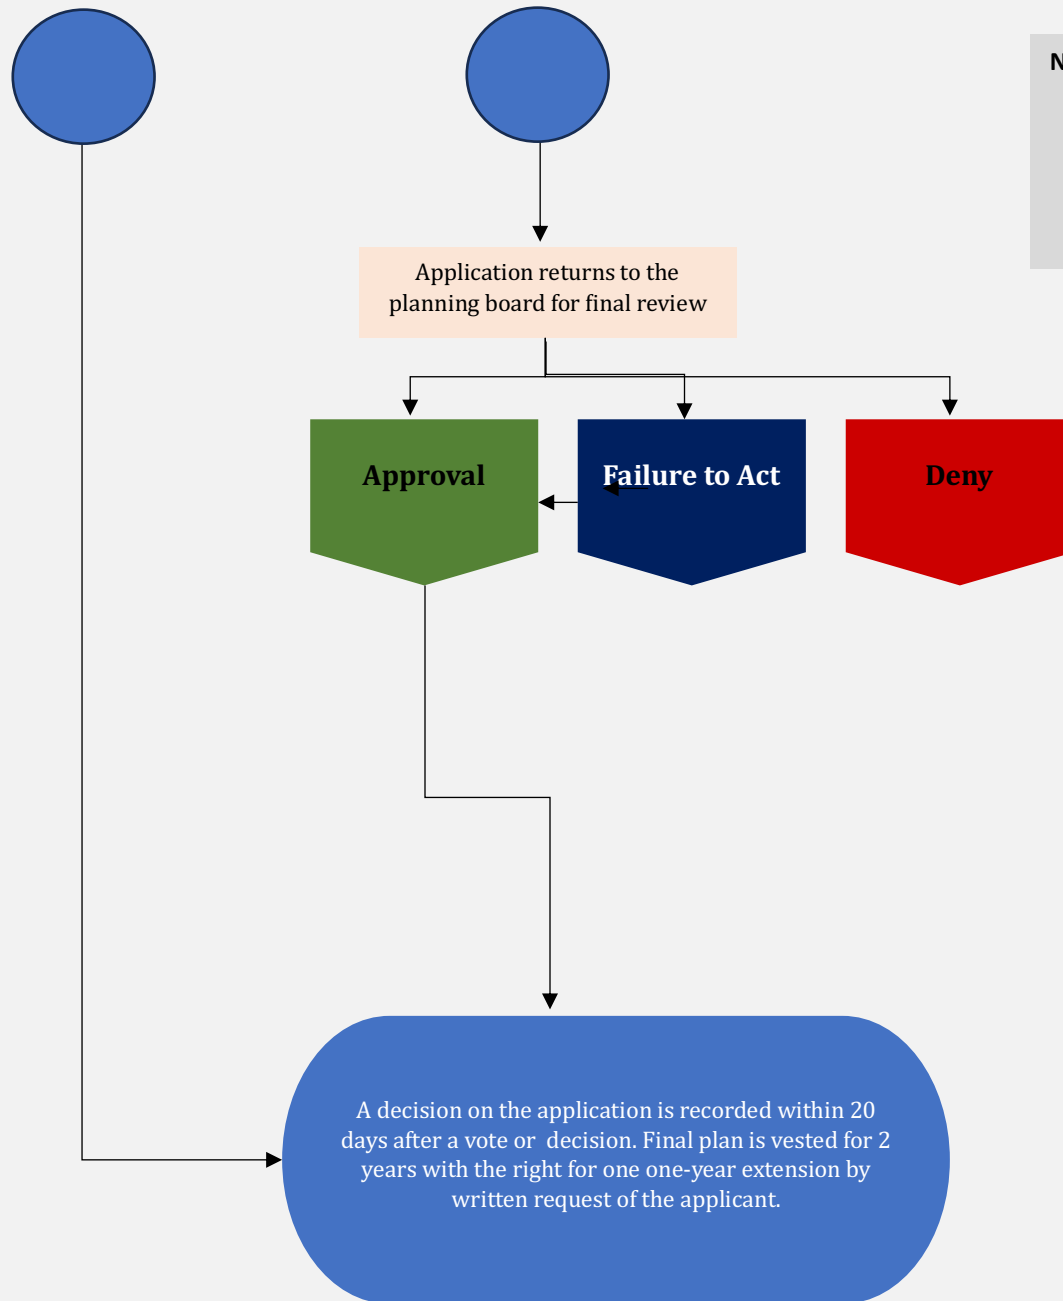 N
Application returns to the
planning board for final review
Approval
Failure to Act
Deny
A decision on the application is recorded within 20
days after a vote or  decision. Final plan is vested for 2
years with the right for one one-year extension by
written request of the applicant.